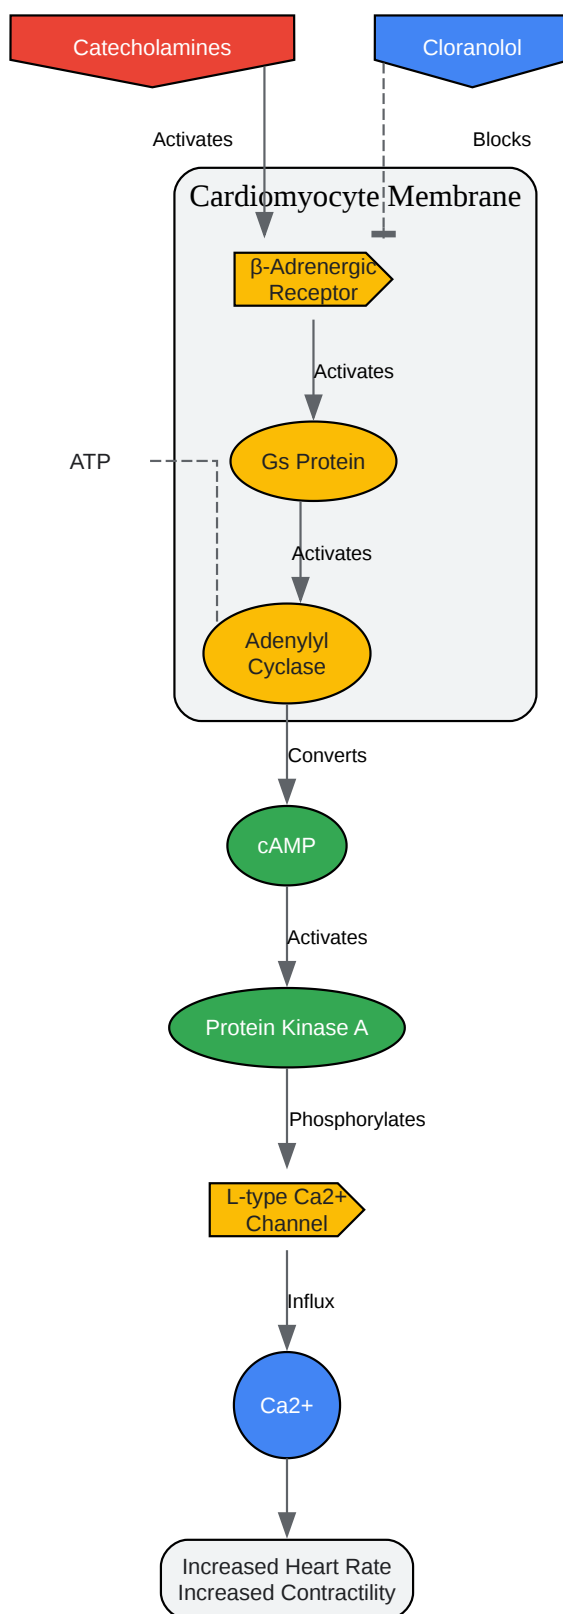 Catecholamines
Cloranolol
Activates
Blocks
Cardiomyocyte Membrane
β-Adrenergic
Receptor
Activates
ATP
Gs Protein
Activates
Adenylyl
Cyclase
Converts
cAMP
Activates
Protein Kinase A
Phosphorylates
L-type Ca2+
Channel
Influx
Ca2+
Increased Heart Rate
Increased Contractility